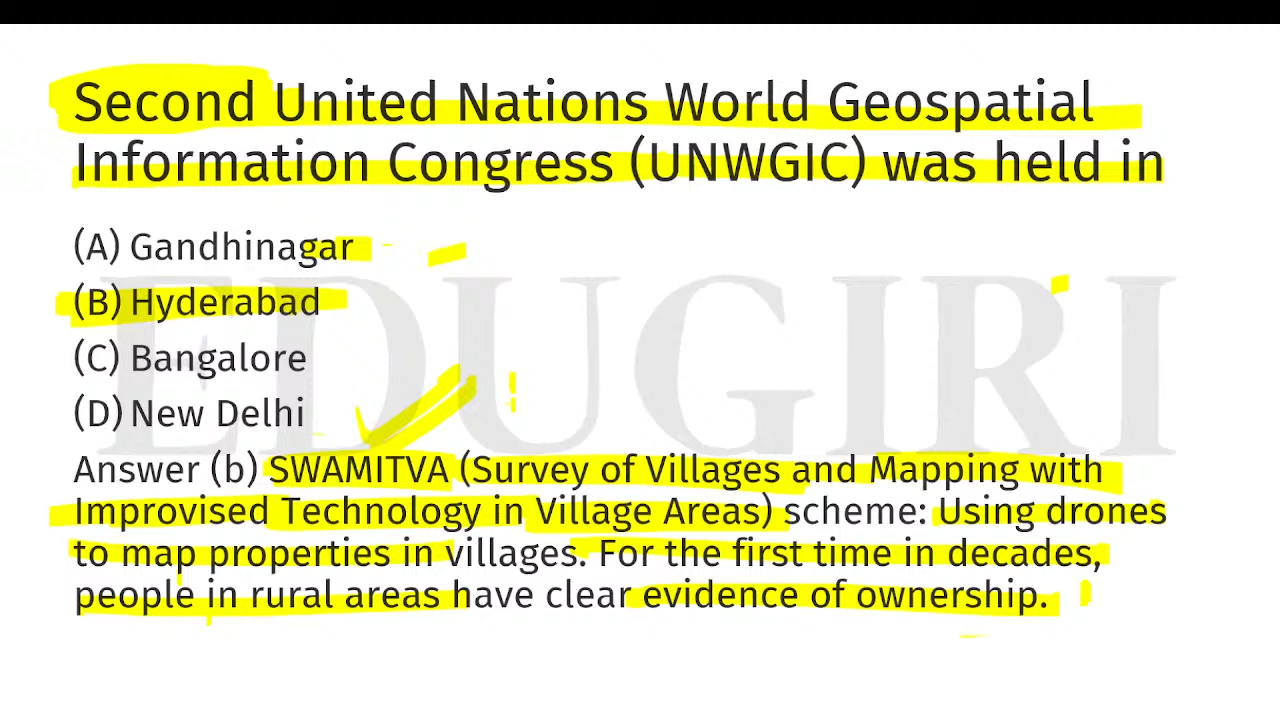 Second United Nations World Geospatial
Information Congress (UNWGIC) was held in
(A) Gandhinagar
(B) Hyderabad
(C) Bangalore
(D) New Delhi
EDUGIRI
Answer (b) SWAMITVA (Survey of Villages and Mapping with
Improvised Technology in Village Areas) scheme: Using drones
to map properties in villages. For the first time in decades,
people in rural areas have clear evidence of ownership.